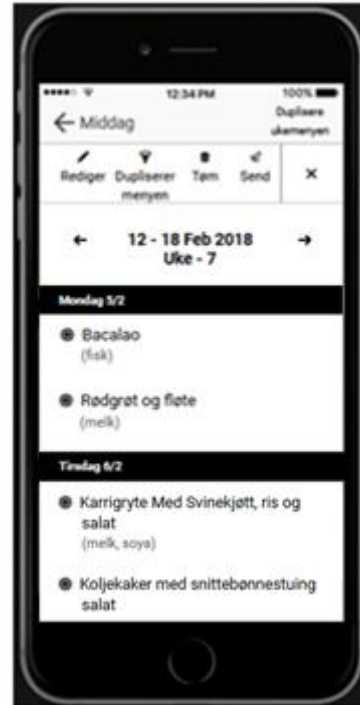 12:34 PM 100%
← Middag Duplisere
ukemenyen
Rediger Dupliserer Tøm Send ×
menyen
← 12 - 18 Feb 2018 →
Uke - 7
Mondag 5/2
Bacalao
(fisk)
Rødgrøt og fløte
(melk)
Tirsdag 6/2
Karrigryte Med Svinekjøtt, ris og
salat
(melk, soya)
Koljekaker med snittebønnestuing
salat